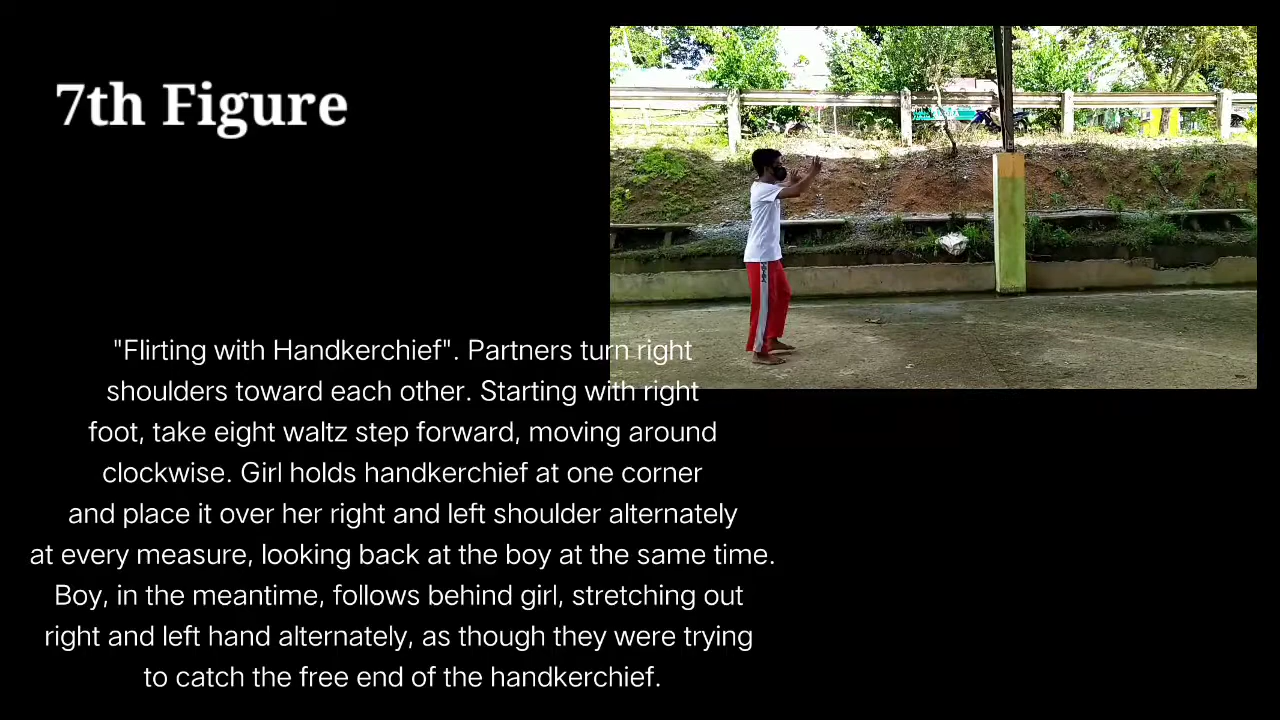 7th Figure
"Flirting with Handkerchief". Partners turn right
shoulders toward each other. Starting with right
foot, take eight waltz step forward, moving around
clockwise. Girl holds handkerchief at one corner
and place it over her right and left shoulder alternately
at every measure, looking back at the boy at the same time.
Boy, in the meantime, follows behind girl, stretching out
right and left hand alternately, as though they were trying
to catch the free end of the handkerchief.